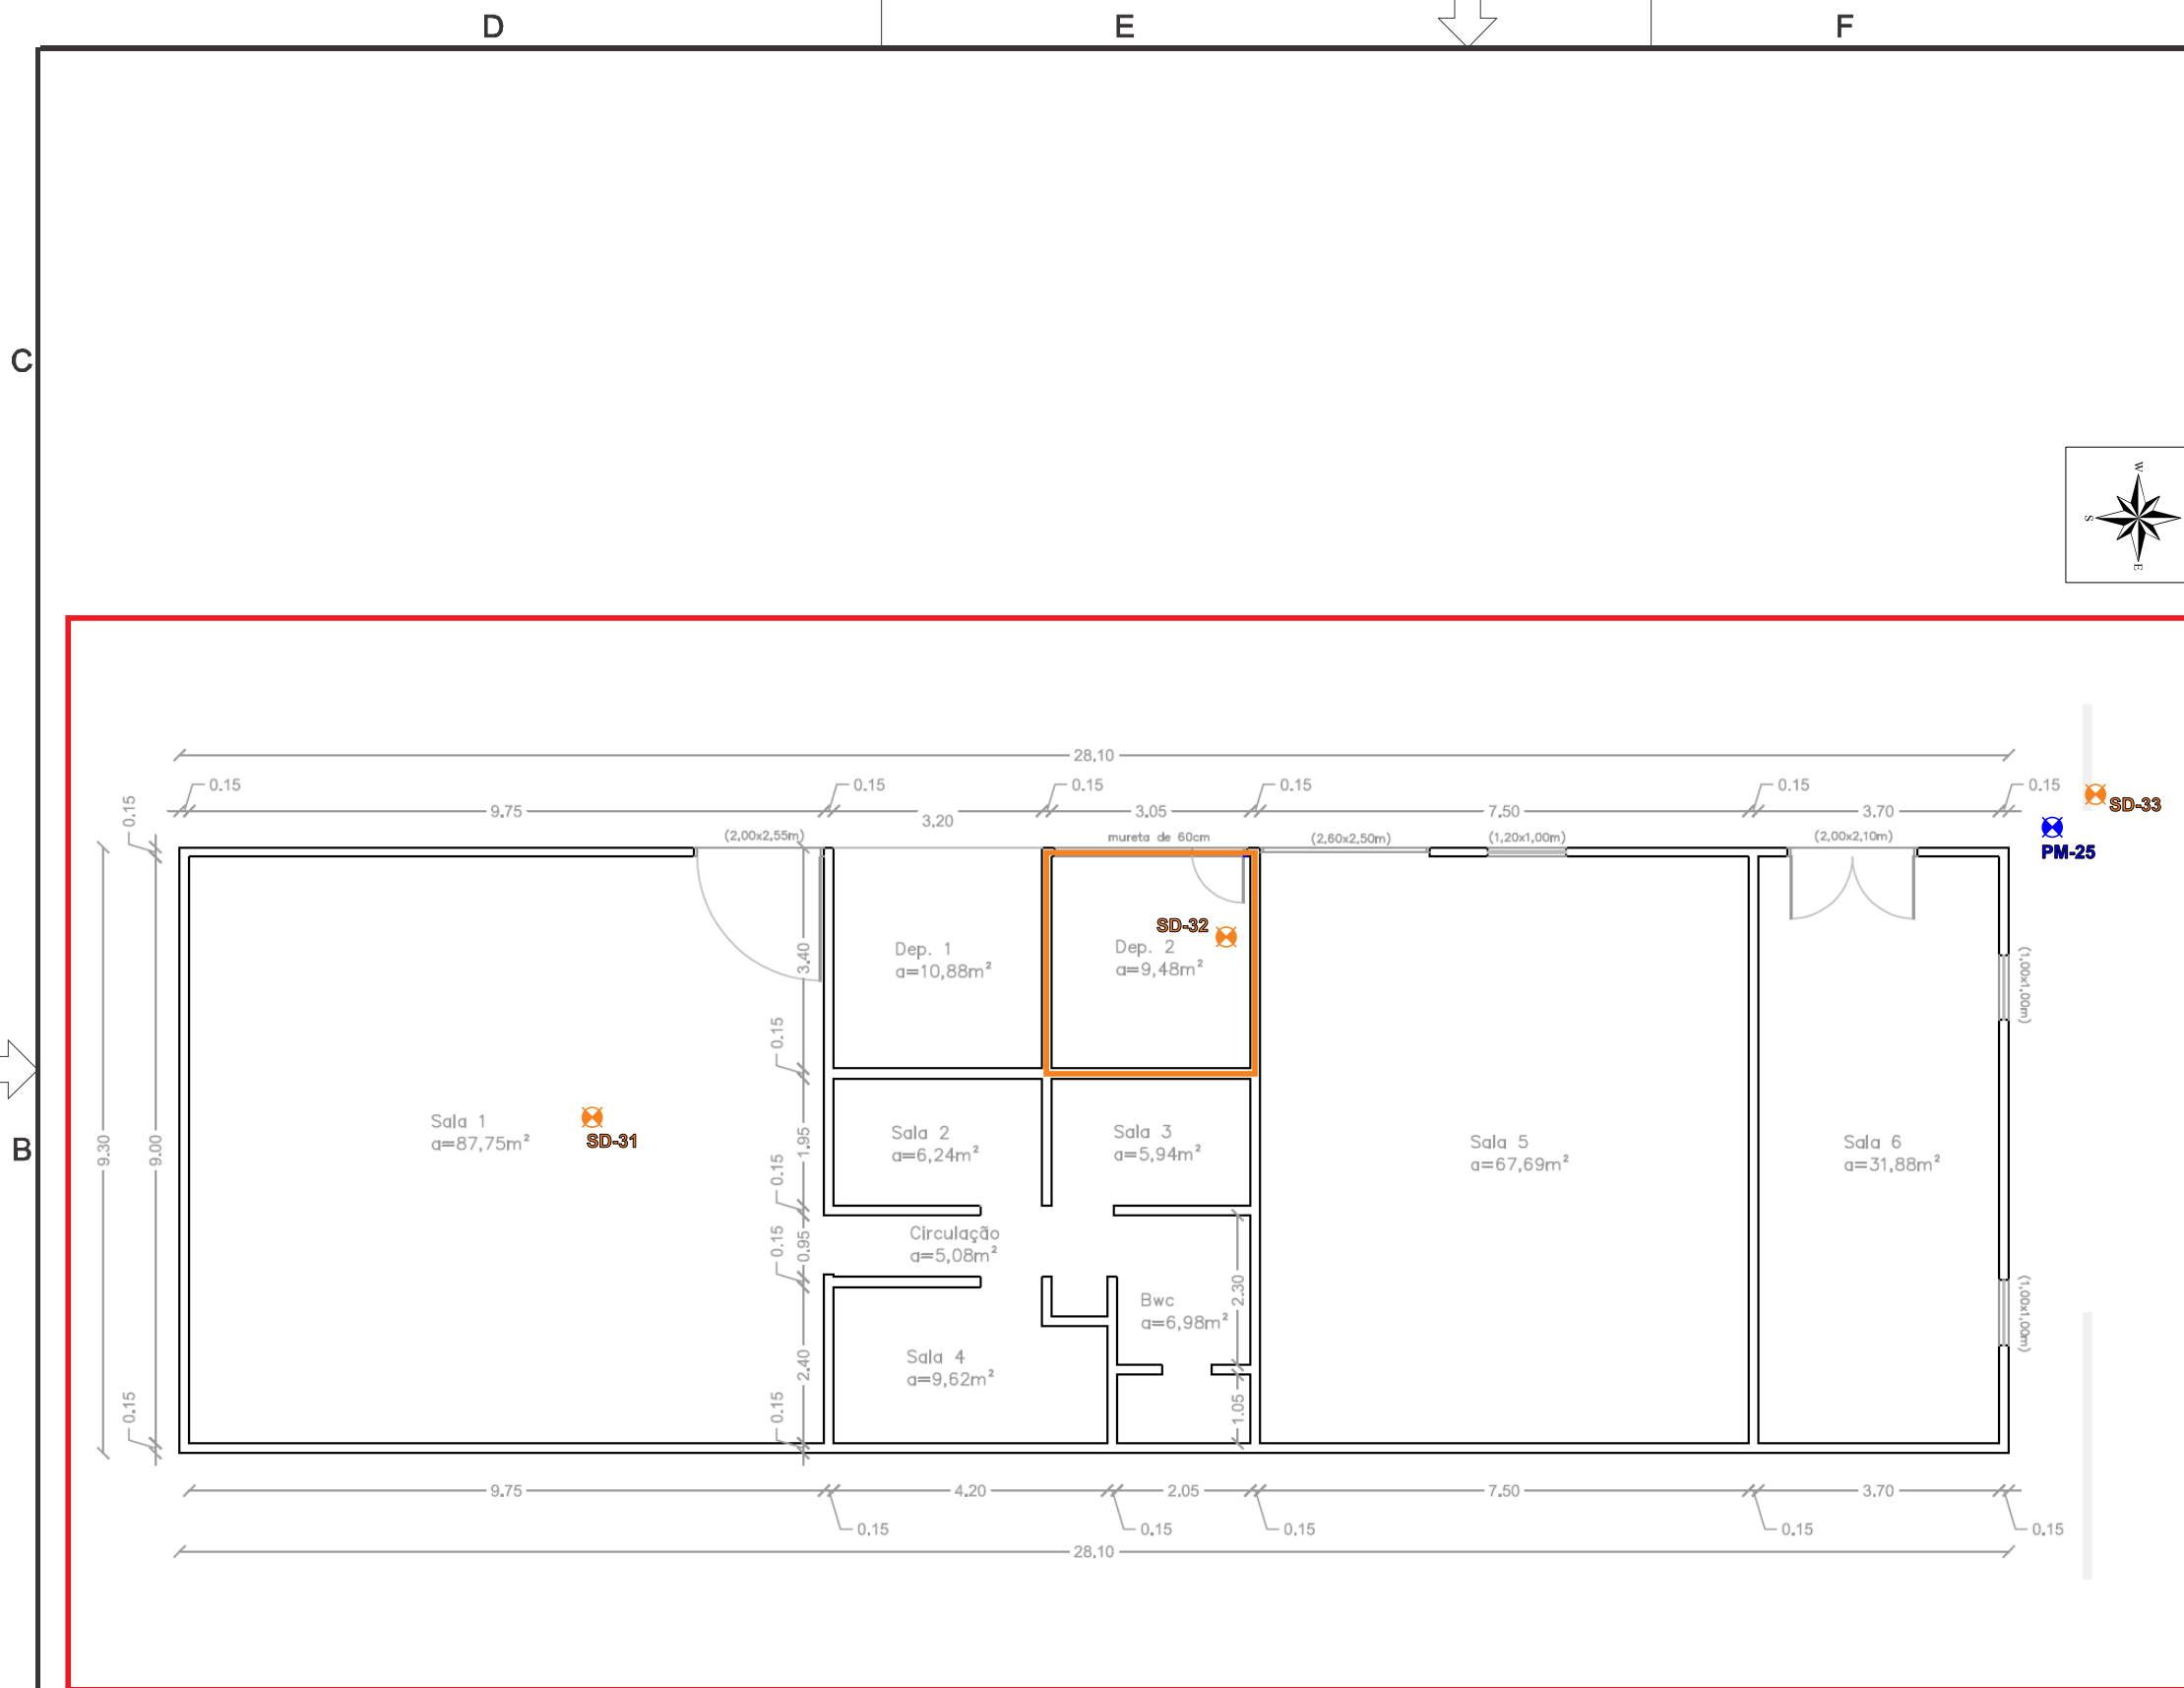 D
E
F
C
W
S
E
28,10
0.15
0.15
0.15
0.15
0.15
0.15
0.15
9.75
3.20
3.05
7.50
3.70
SD-33
(2,00x2,55m)
mureta de 60cm
(2,60x2,50m)
(1,20x1,00m)
(2,00x2,10m)
PM-25
SD-32
Dep. 1
a=10,88m²
Dep. 2
a=9,48m²
3.40
(1,00x1,00m)
0.15
Sala 1
a=87,75m²
SD-31
Sala 2
a=6,24m²
Sala 3
a=5,94m²
Sala 5
a=67,69m²
Sala 6
a=31,88m²
B
9.30
9.00
1.95
0.15
Circulação
a=5,08m²
0.15
0.95
Bwc
a=6,98m²
2.30
(1,00x1,00m)
Sala 4
a=9,62m²
2.40
0.15
0.15
1.05
9.75
4.20
2.05
7.50
3.70
0.15
0.15
0.15
0.15
0.15
28,10